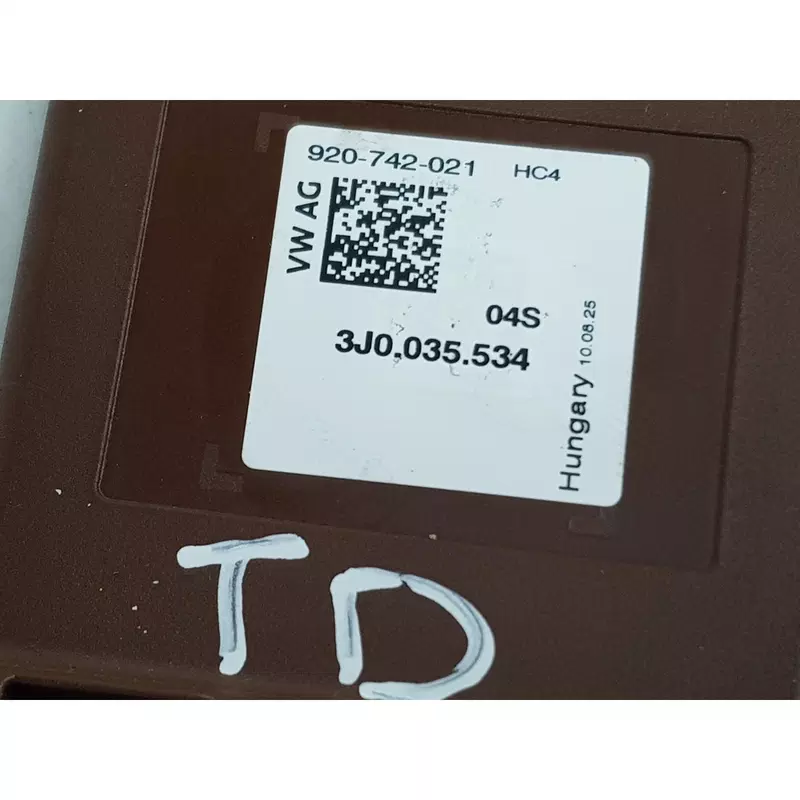 920-742-021 HC4
VW AG
04S
3J0.035.534
Hungary 10.08.25
TD